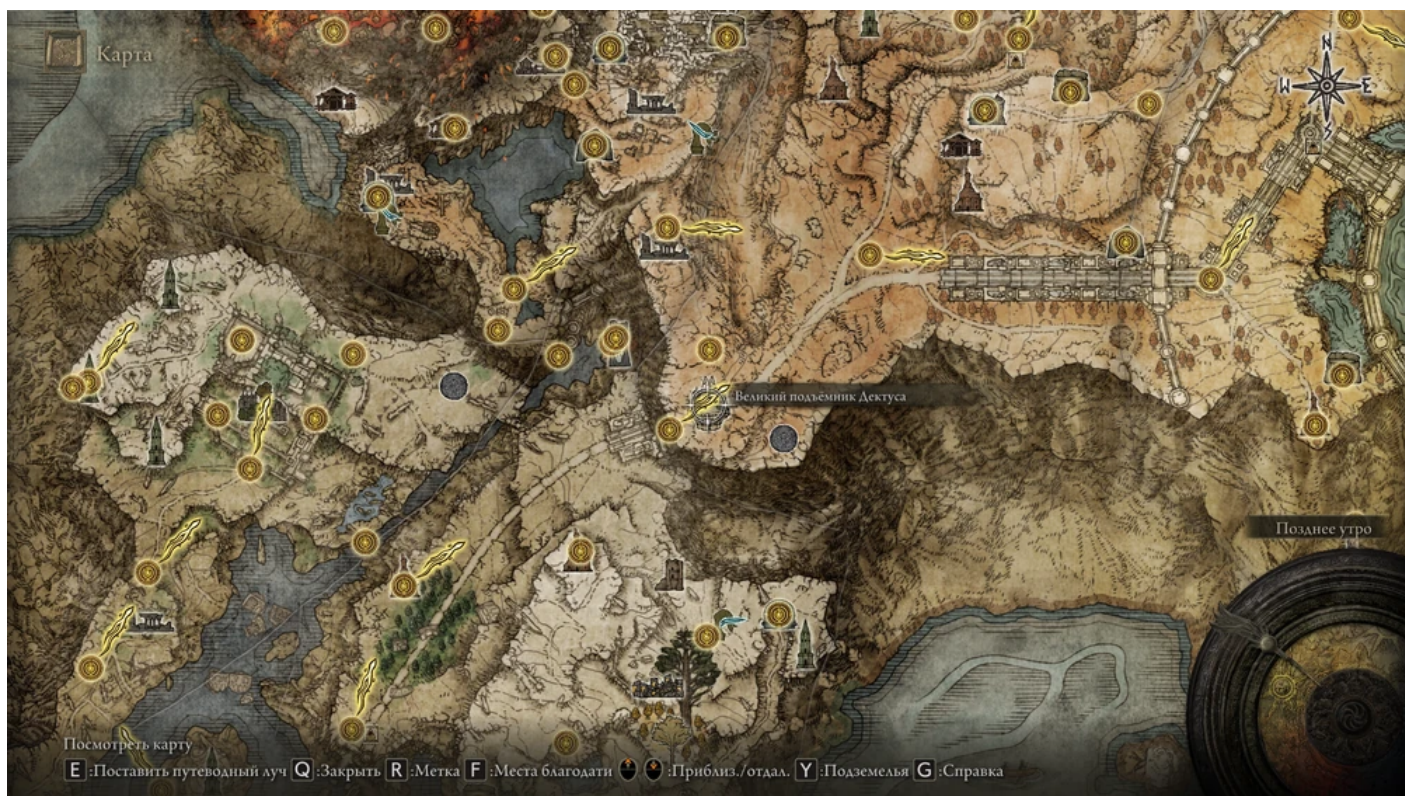 Карта
N
W E
S
Великий подъёмник Дектуса
Позднее утро
Посмотреть карту
E :Поставить путеводный луч Q :Закрыть R :Метка F :Места благодати :Приблиз./отдал. Y :Подземелья G :Справка